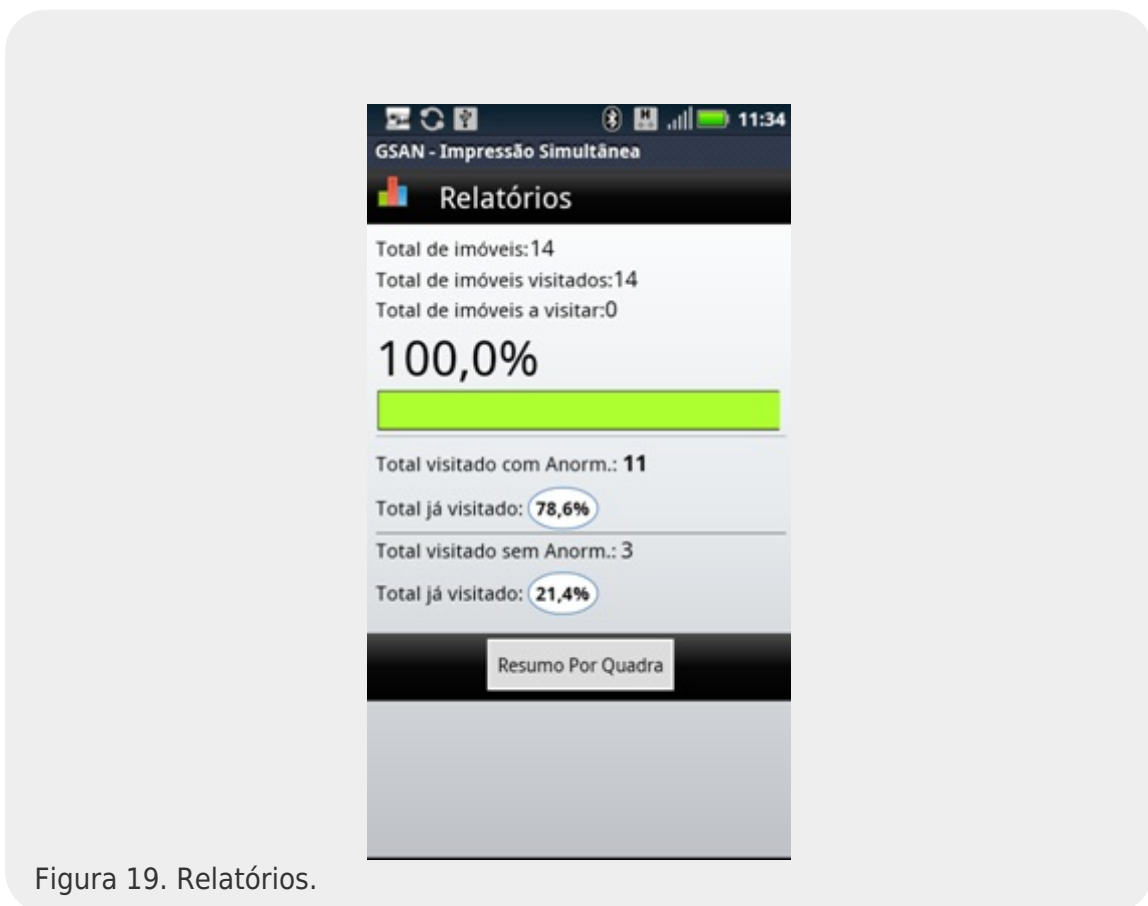 11:34
GSAN - Impressão Simultânea
Relatórios
Total de imóveis:14
Total de imóveis visitados:14
Total de imóveis a visitar:0
100,0%
Total visitado com Anorm.: 11
Total já visitado: 78,6%
Total visitado sem Anorm.: 3
Total já visitado: 21,4%
Resumo Por Quadra
Figura 19. Relatórios.